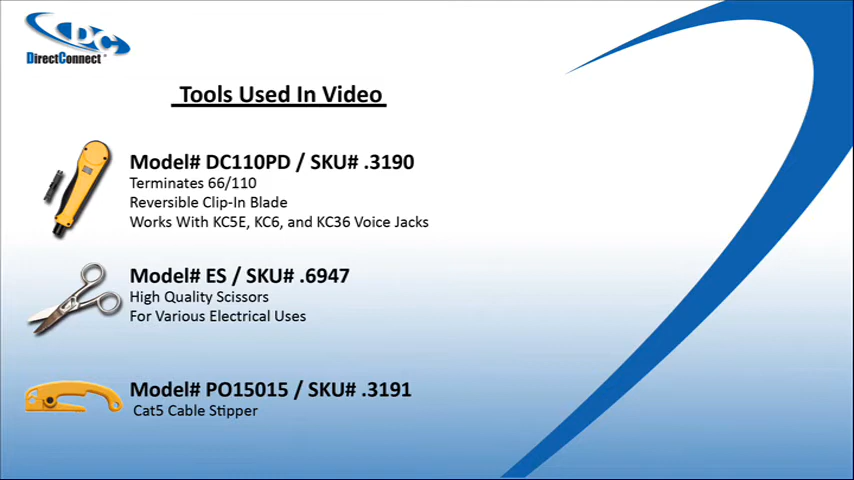 DC
DirectConnect
Tools Used In Video
Model# DC110PD / SKU# .3190
Terminates 66/110
Reversible Clip-In Blade
Works With KC5E, KC6, and KC36 Voice Jacks
Model# ES / SKU# .6947
High Quality Scissors
For Various Electrical Uses
Model# PO15015 / SKU# .3191
Cat5 Cable Stipper